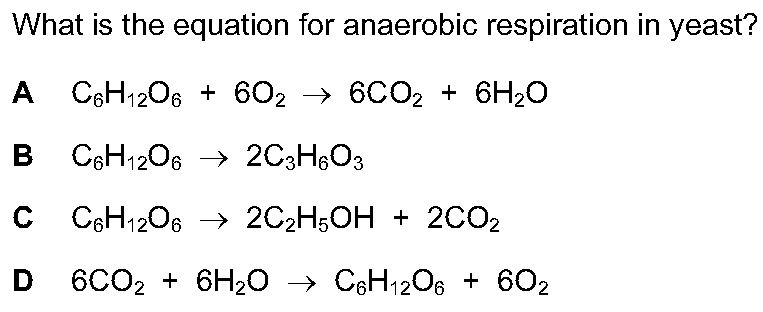 What is the equation for anaerobic respiration in yeast?
A C₆H₁₂O₆ + 6O₂ → 6CO₂ + 6H₂O
B C₆H₁₂O₆ → 2C₃H₆O₃
C C₆H₁₂O₆ → 2C₂H₅OH + 2CO₂
D 6CO₂ + 6H₂O → C₆H₁₂O₆ + 6O₂